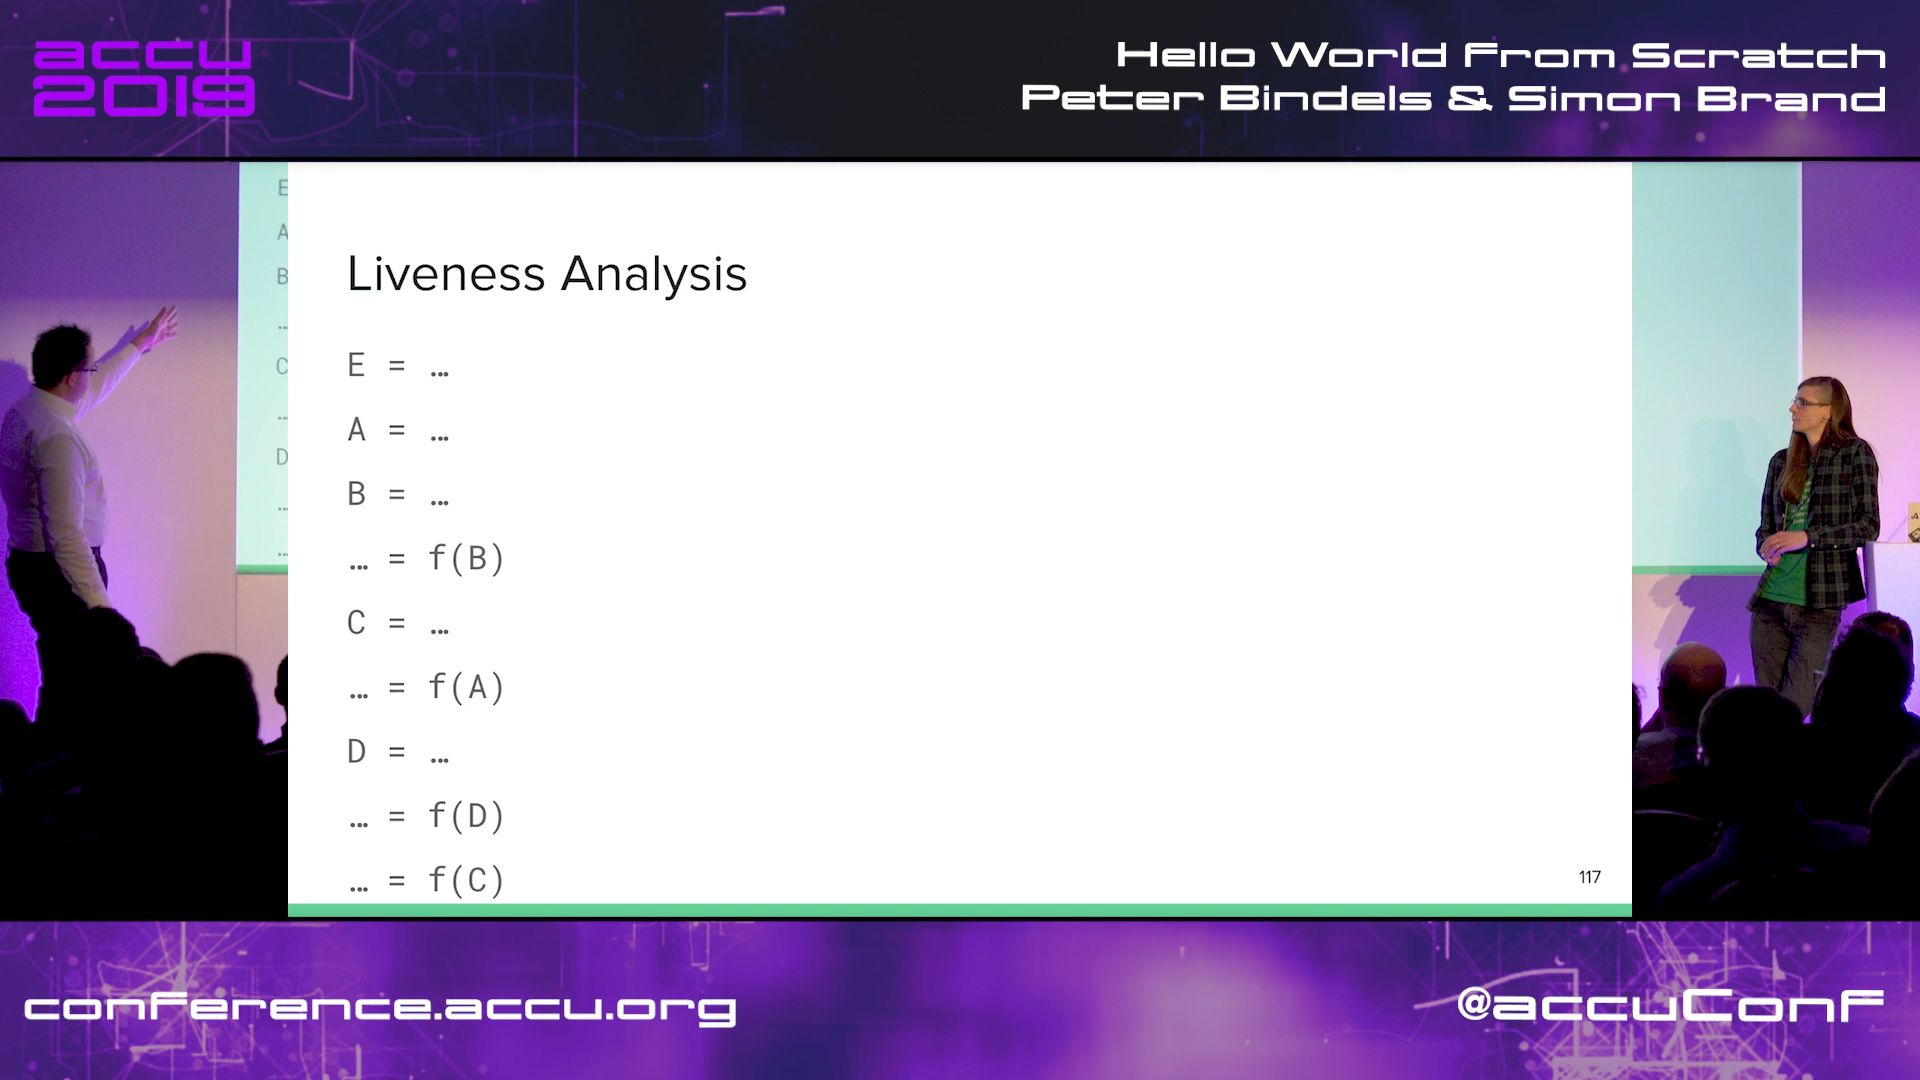 accu
2019
Hello World From Scratch
Peter Bindels & Simon Brand
E
A
B
…
C
…
D
…
…
Liveness Analysis
E = …
A = …
B = …
… = f(B)
C = …
… = f(A)
D = …
… = f(D)
… = f(C)
117
conference.accu.org
@accuConf